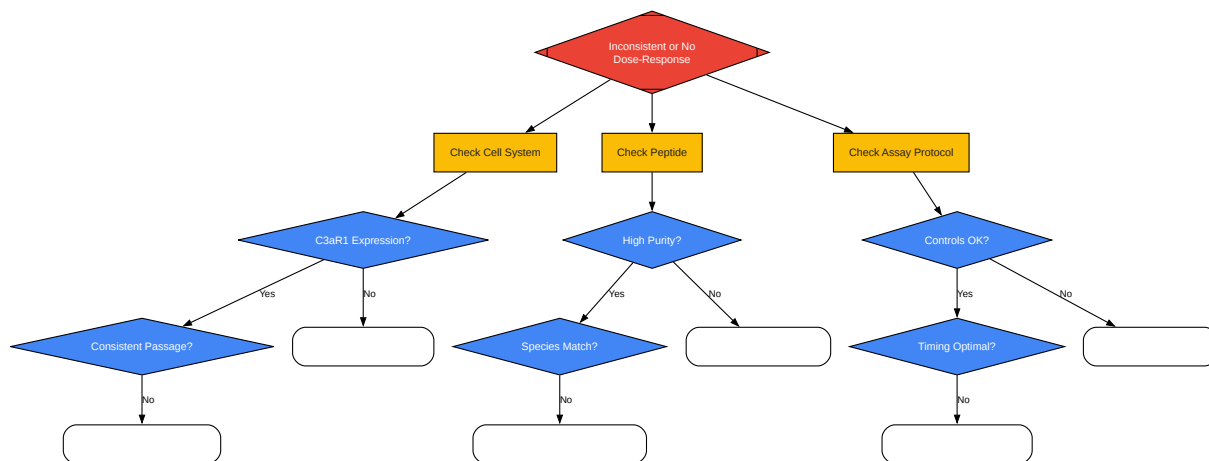 Inconsistent or No
Dose-Response
Check Cell System
Check Peptide
Check Assay Protocol
C3aR1 Expression?
High Purity?
Controls OK?
Yes
No
Yes
No
Yes
No
Consistent Passage?
Species Match?
Timing Optimal?
No
No
No